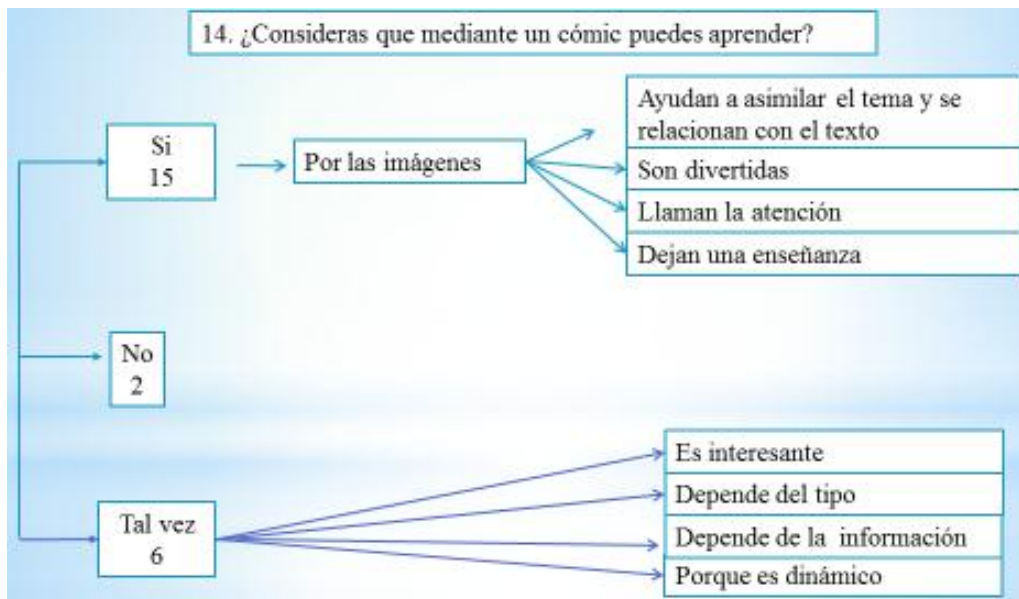 14. ¿Consideras que mediante un cómic puedes aprender?
Si
15
Por las imágenes
Ayudan a asimilar el tema y se
relacionan con el texto
Son divertidas
Llaman la atención
Dejan una enseñanza
No
2
Tal vez
6
Es interesante
Depende del tipo
Depende de la información
Porque es dinámico